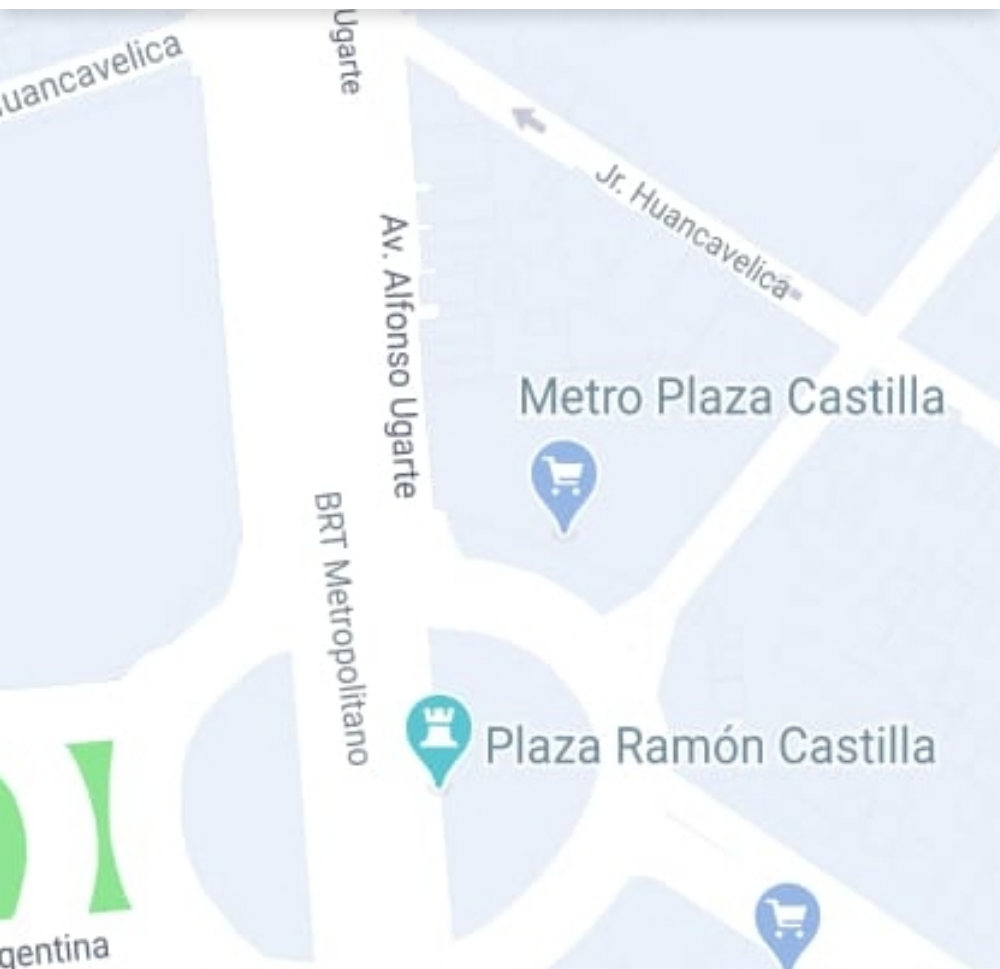 Ugarte
uancavelica
Jr. Huancavelica
Av. Alfonso Ugarte
Metro Plaza Castilla
BRT Metropolitano
Plaza Ramón Castilla
gentina